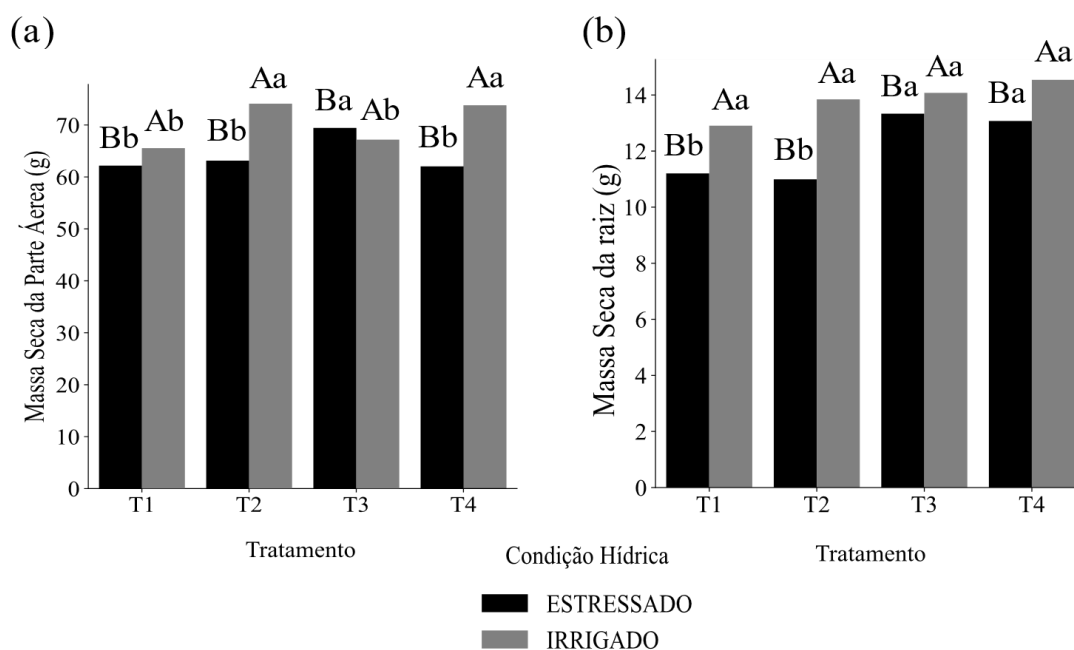 (a)
Massa Seca da Parte Áerea (g)
70
60
50
40
30
20
10
0
Bb Ab Bb Aa Ba Ab Bb Aa
T1 T2 T3 T4
Tratamento
(b)
Massa Seca da raiz (g)
14
12
10
8
6
4
2
0
Bb Aa Bb Aa Ba Aa Ba Aa
T1 T2 T3 T4
Tratamento
Condição Hídrica
ESTRESSADO
IRRIGADO